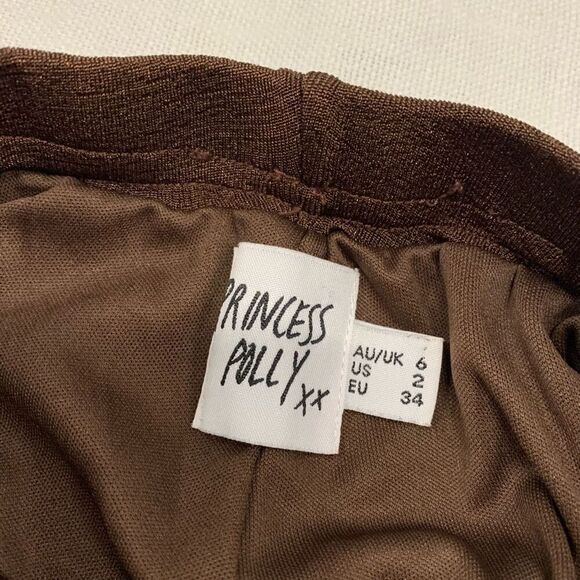 PRINCESS
POLLY xx
AU/UK 6
US 2
EU 34